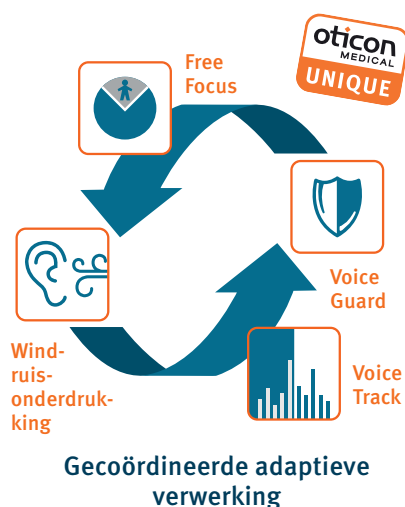 oticon
MEDICAL
UNIQUE
Free
Focus
Voice
Guard
Wind-
ruis-
onderdruk-
king
Voice
Track
Gecoördineerde adaptieve
verwerking